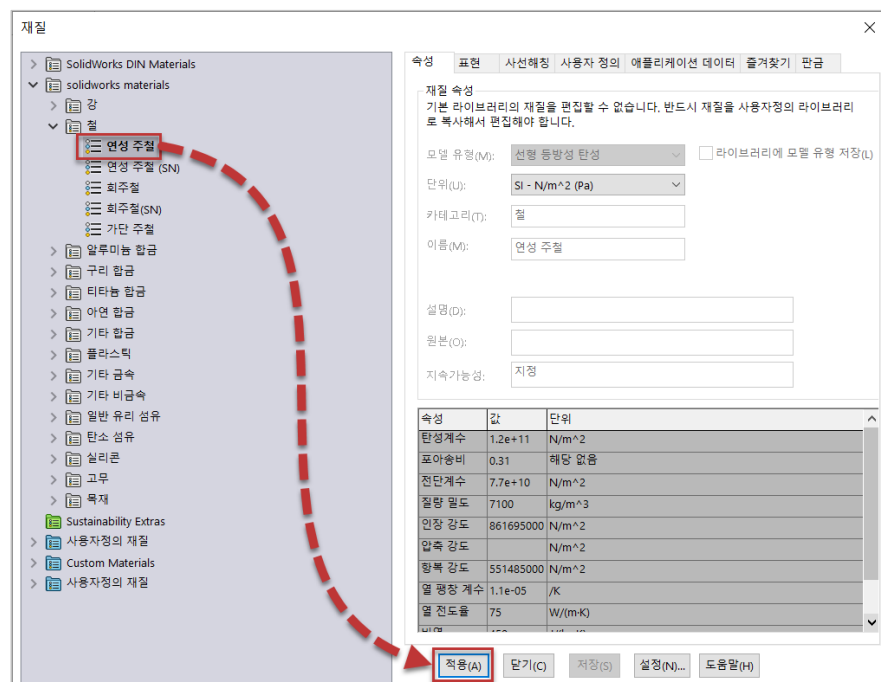 재질
SolidWorks DIN Materials
solidworks materials
강
철
연성 주철
연성 주철 (SN)
회주철
회주철(SN)
가단 주철
알루미늄 합금
구리 합금
티타늄 합금
아연 합금
기타 합금
플라스틱
기타 금속
기타 비금속
일반 유리 섬유
탄소 섬유
실리콘
고무
목재
Sustainability Extras
사용자정의 재질
Custom Materials
사용자정의 재질
속성 표현 사선해칭 사용자 정의 애플리케이션 데이터 즐겨찾기 판금
재질 속성
기본 라이브러리의 재질을 편집할 수 없습니다. 반드시 재질을 사용자정의 라이브러리
로 복사해서 편집해야 합니다.
모델 유형(M): 선형 등방성 탄성 라이브러리에 모델 유형 저장(L)
단위(U): SI - N/m^2 (Pa)
카테고리(T): 철
이름(M): 연성 주철
설명(D):
원본(O):
지속가능성: 지정
속성 값 단위
탄성계수 1.2e+11 N/m^2
포아송비 0.31 해당 없음
전단계수 7.7e+10 N/m^2
질량 밀도 7100 kg/m^3
인장 강도 861695000 N/m^2
압축 강도 N/m^2
항복 강도 551485000 N/m^2
열 팽창 계수 1.1e-05 /K
열 전도율 75 W/(m·K)
적용(A) 닫기(C) 저장(S) 설정(N)... 도움말(H)